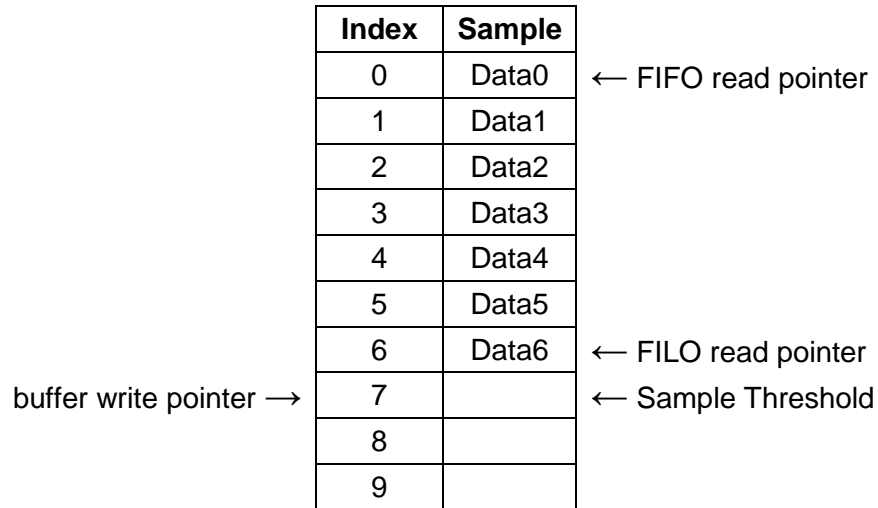 Index Sample
0 Data0 ← FIFO read pointer
1 Data1
2 Data2
3 Data3
4 Data4
5 Data5
6 Data6 ← FILO read pointer
buffer write pointer → 7 ← Sample Threshold
8
9